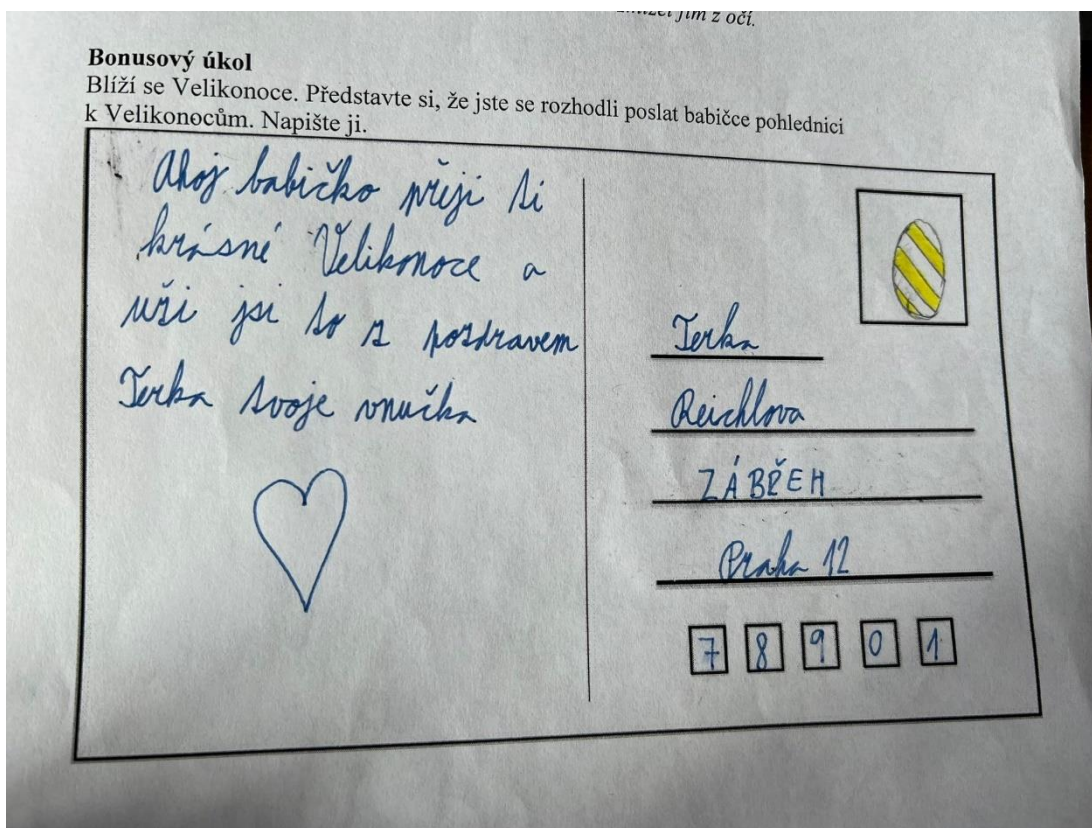 jim z očí.
Bonusový úkol
Blíží se Velikonoce. Představte si, že jste se rozhodli poslat babičce pohlednici
k Velikonocům. Napište ji.
Ahoj babičko přeji ti
krásné Velikonoce a
uži jsi to s pozdravem
Terka tvoje vnučka
Terka
Reichlova
ZÁBŘEH
Praha 12
7 8 9 0 1